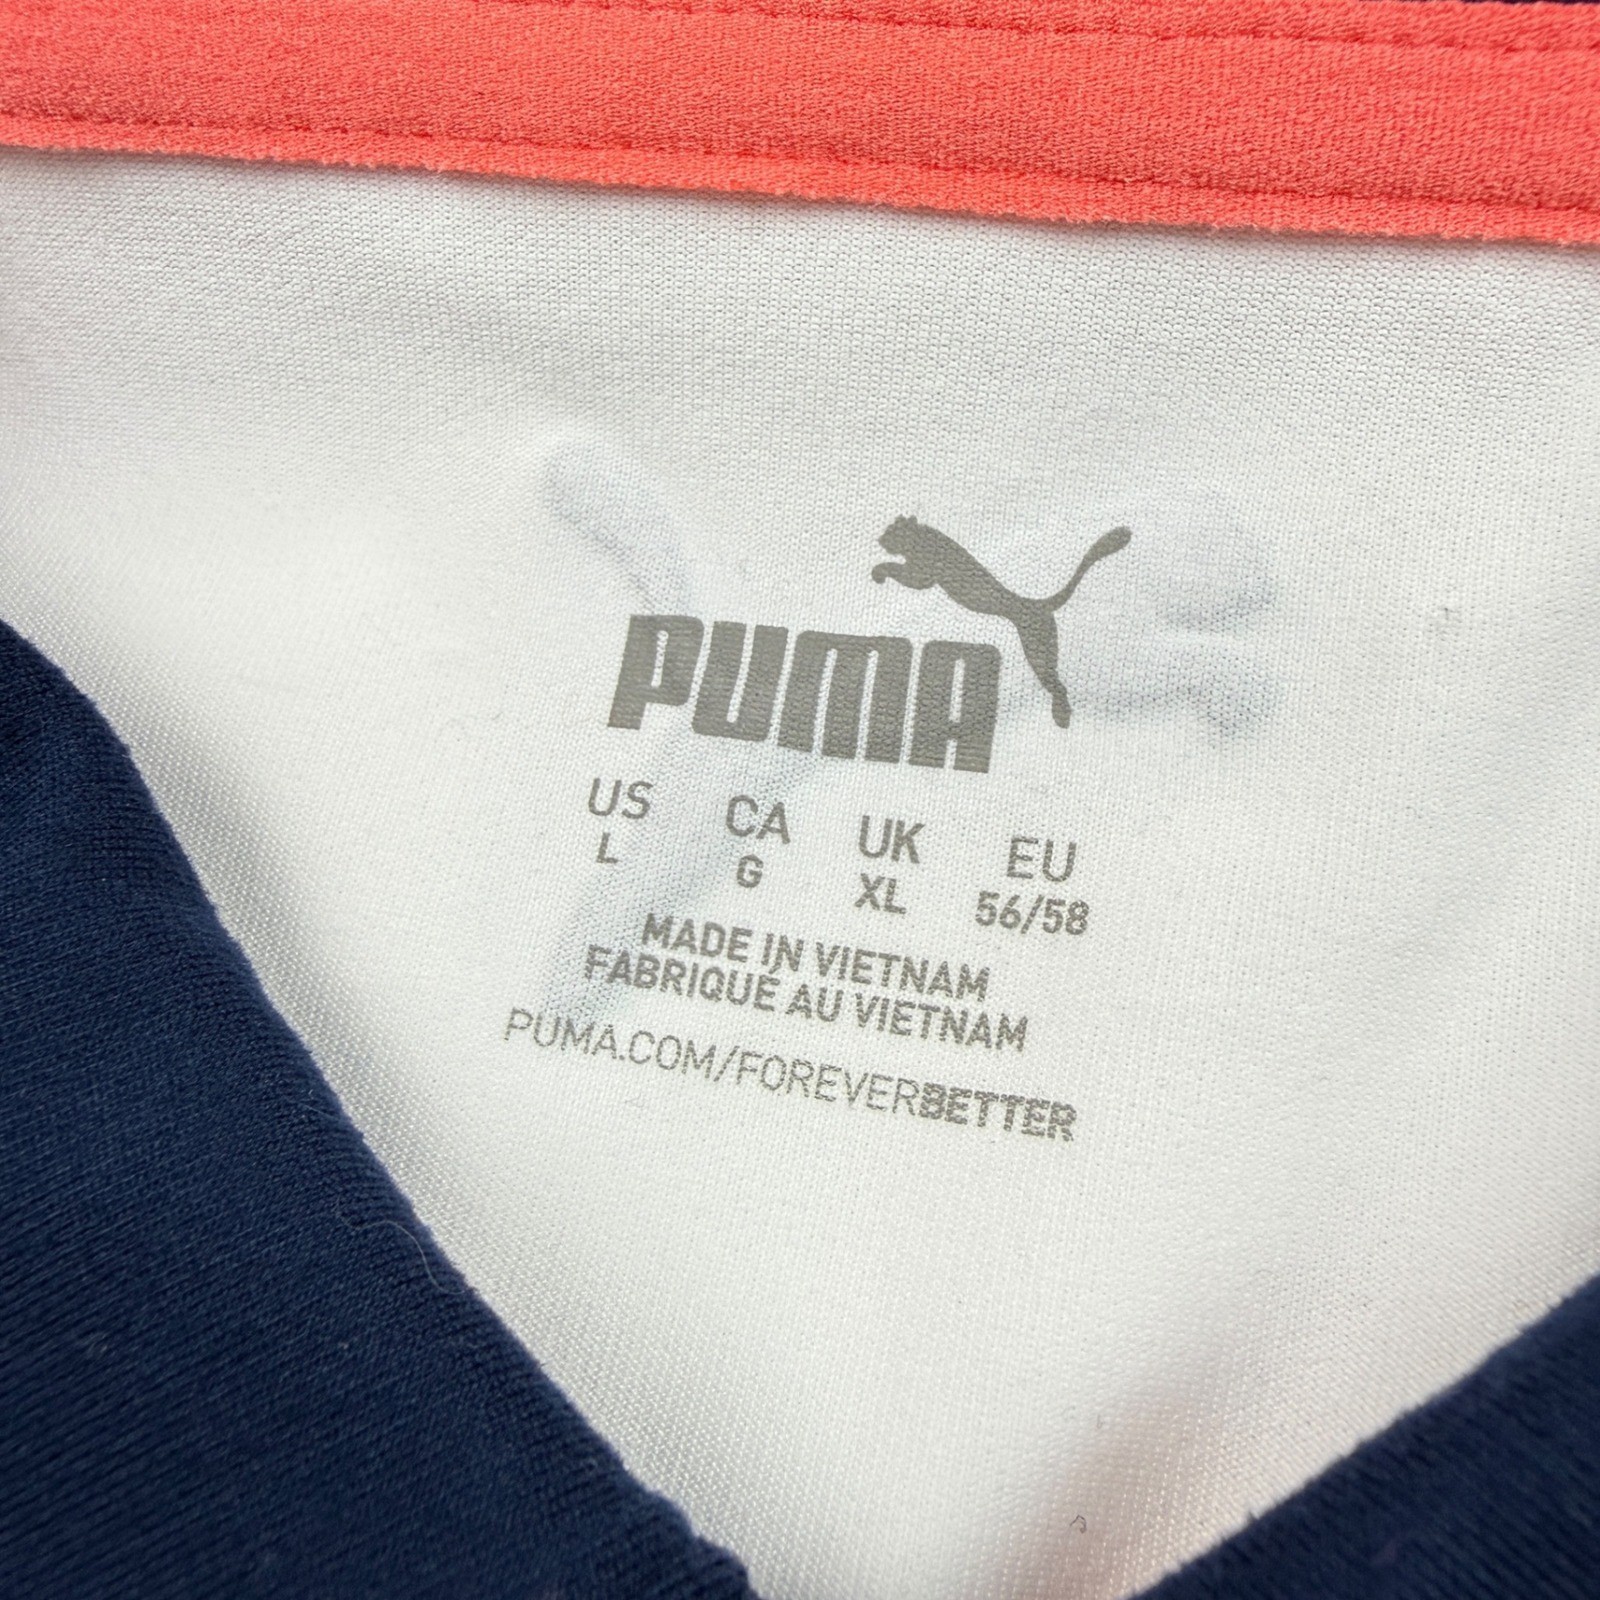 PUMA
US CA UK EU
L G XL 56/58
MADE IN VIETNAM
FABRIQUÉ AU VIETNAM
PUMA.COM/FOREVERBETTER